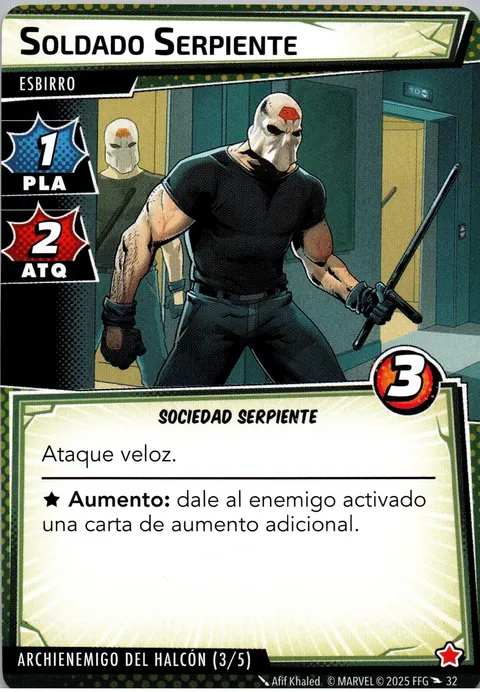 SOLDADO SERPIENTE
ESBIRRO
1
PLA
2
ATQ
3
SOCIEDAD SERPIENTE
Ataque veloz.
★ Aumento: dale al enemigo activado
una carta de aumento adicional.
ARCHIENEMIGO DEL HALCÓN (3/5)
Afif Khaled. © MARVEL © 2025 FFG 32